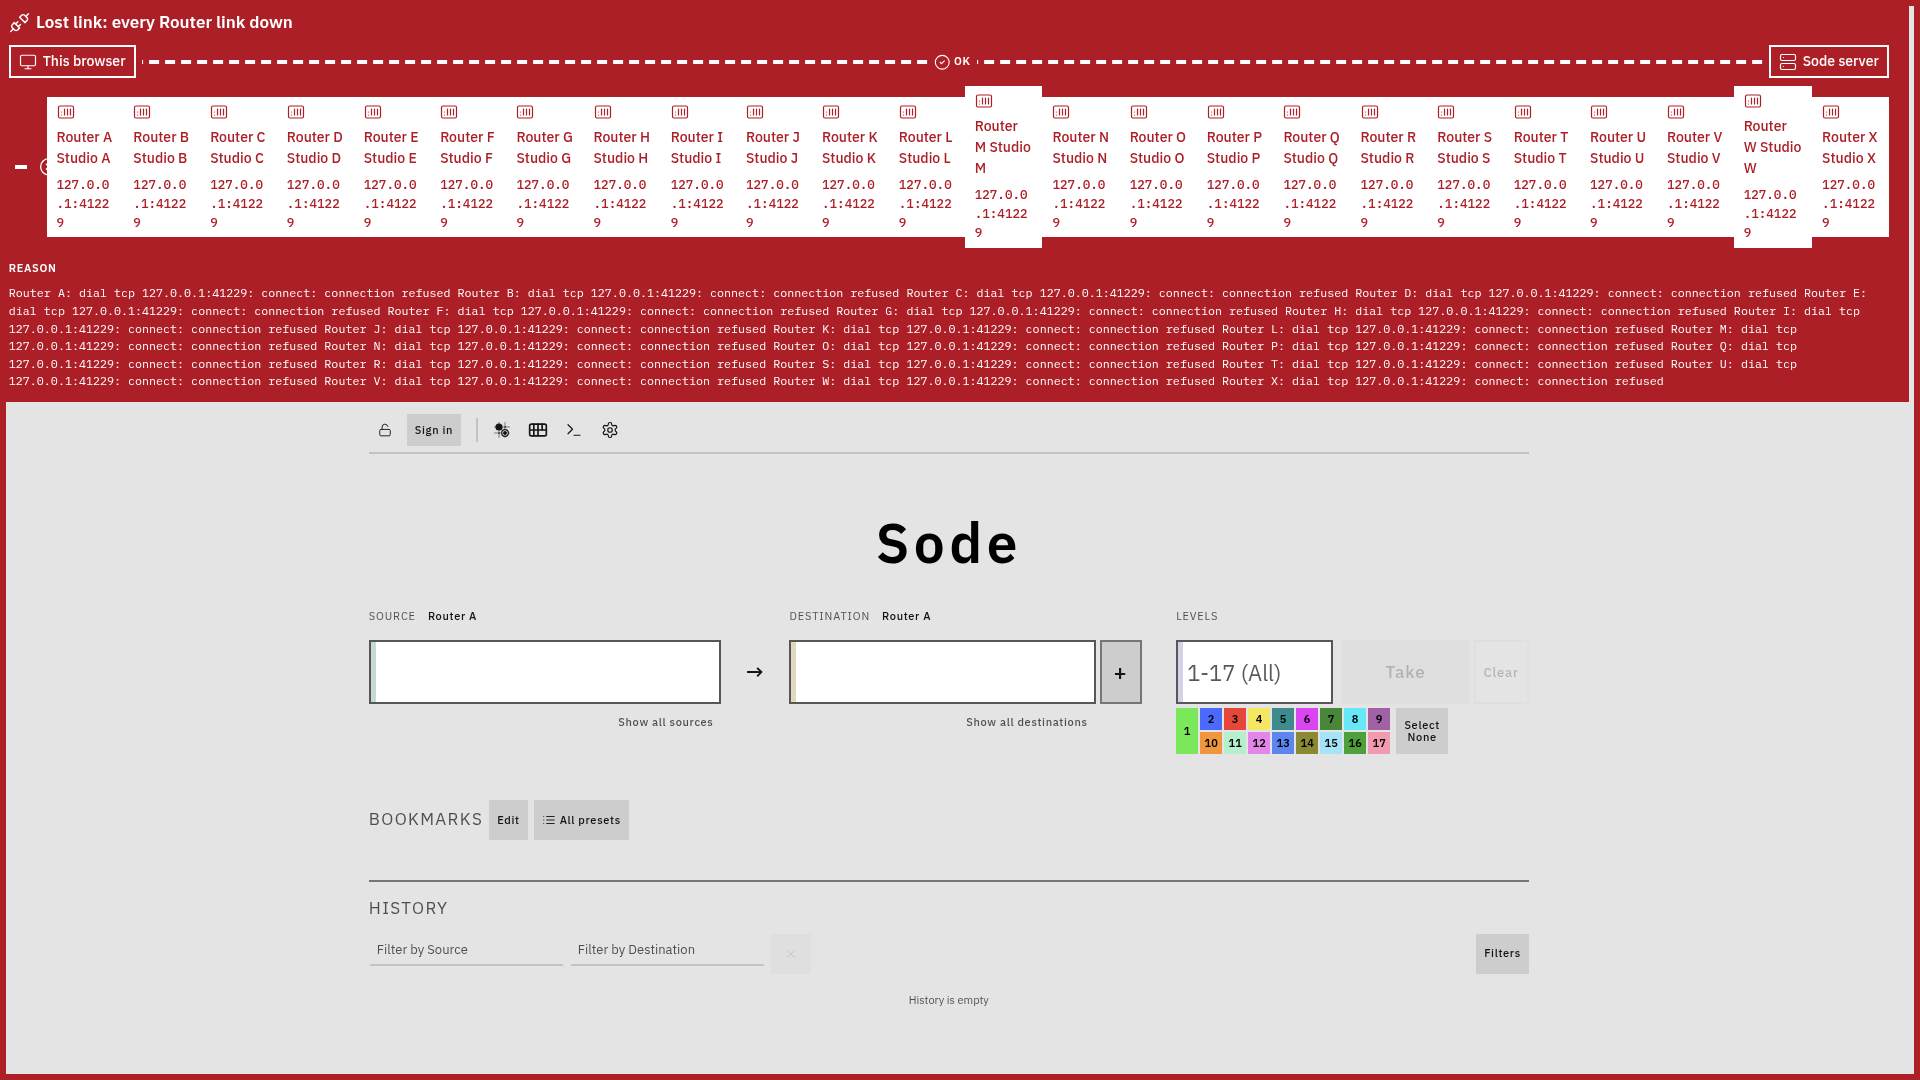 Lost link: every Router link down
This browser
OK
Sode server
Router A
Studio A
127.0.0
.1:4122
9
Router B
Studio B
127.0.0
.1:4122
9
Router C
Studio C
127.0.0
.1:4122
9
Router D
Studio D
127.0.0
.1:4122
9
Router E
Studio E
127.0.0
.1:4122
9
Router F
Studio F
127.0.0
.1:4122
9
Router G
Studio G
127.0.0
.1:4122
9
Router H
Studio H
127.0.0
.1:4122
9
Router I
Studio I
127.0.0
.1:4122
9
Router J
Studio J
127.0.0
.1:4122
9
Router K
Studio K
127.0.0
.1:4122
9
Router L
Studio L
127.0.0
.1:4122
9
Router
M Studio
M
127.0.0
.1:4122
9
Router N
Studio N
127.0.0
.1:4122
9
Router O
Studio O
127.0.0
.1:4122
9
Router P
Studio P
127.0.0
.1:4122
9
Router Q
Studio Q
127.0.0
.1:4122
9
Router R
Studio R
127.0.0
.1:4122
9
Router S
Studio S
127.0.0
.1:4122
9
Router T
Studio T
127.0.0
.1:4122
9
Router U
Studio U
127.0.0
.1:4122
9
Router V
Studio V
127.0.0
.1:4122
9
Router
W Studio
W
127.0.0
.1:4122
9
Router X
Studio X
127.0.0
.1:4122
9
REASON
Router A: dial tcp 127.0.0.1:41229: connect: connection refused Router B: dial tcp 127.0.0.1:41229: connect: connection refused Router C: dial tcp 127.0.0.1:41229: connect: connection refused Router D: dial tcp 127.0.0.1:41229: connect: connection refused Router E:
dial tcp 127.0.0.1:41229: connect: connection refused Router F: dial tcp 127.0.0.1:41229: connect: connection refused Router G: dial tcp 127.0.0.1:41229: connect: connection refused Router H: dial tcp 127.0.0.1:41229: connect: connection refused Router I: dial tcp
127.0.0.1:41229: connect: connection refused Router J: dial tcp 127.0.0.1:41229: connect: connection refused Router K: dial tcp 127.0.0.1:41229: connect: connection refused Router L: dial tcp 127.0.0.1:41229: connect: connection refused Router M: dial tcp
127.0.0.1:41229: connect: connection refused Router N: dial tcp 127.0.0.1:41229: connect: connection refused Router O: dial tcp 127.0.0.1:41229: connect: connection refused Router P: dial tcp 127.0.0.1:41229: connect: connection refused Router Q: dial tcp
127.0.0.1:41229: connect: connection refused Router R: dial tcp 127.0.0.1:41229: connect: connection refused Router S: dial tcp 127.0.0.1:41229: connect: connection refused Router T: dial tcp 127.0.0.1:41229: connect: connection refused Router U: dial tcp
127.0.0.1:41229: connect: connection refused Router V: dial tcp 127.0.0.1:41229: connect: connection refused Router W: dial tcp 127.0.0.1:41229: connect: connection refused Router X: dial tcp 127.0.0.1:41229: connect: connection refused
Sign in
Sode
SOURCE Router A
DESTINATION Router A
LEVELS
→
+
1-17 (All)
Take
Clear
Show all sources
Show all destinations
1 2 3 4 5 6 7 8 9
10 11 12 13 14 15 16 17
Select
None
BOOKMARKS Edit All presets
HISTORY
Filter by Source
Filter by Destination
Filters
History is empty